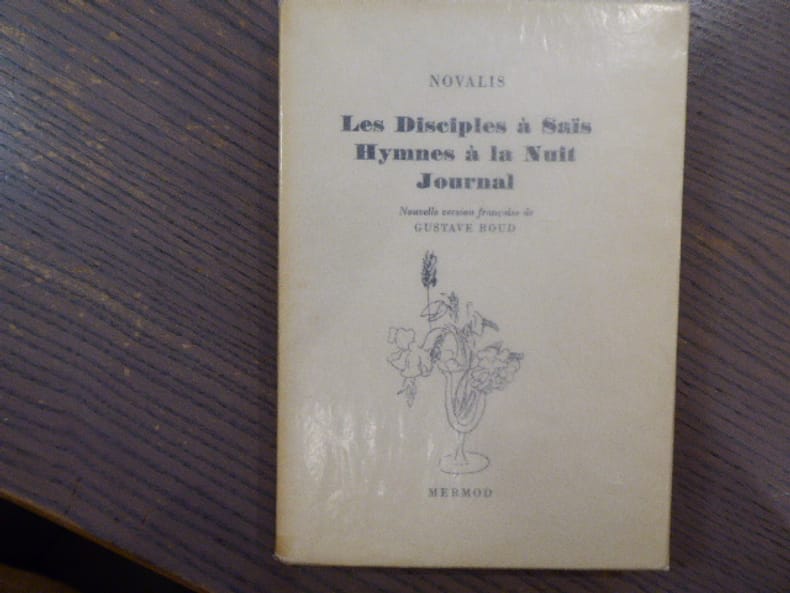 NOVALIS
Les Disciples à Saïs
Hymnes à la Nuit
Journal
Nouvelle version française de
GUSTAVE ROUD
MERMOD